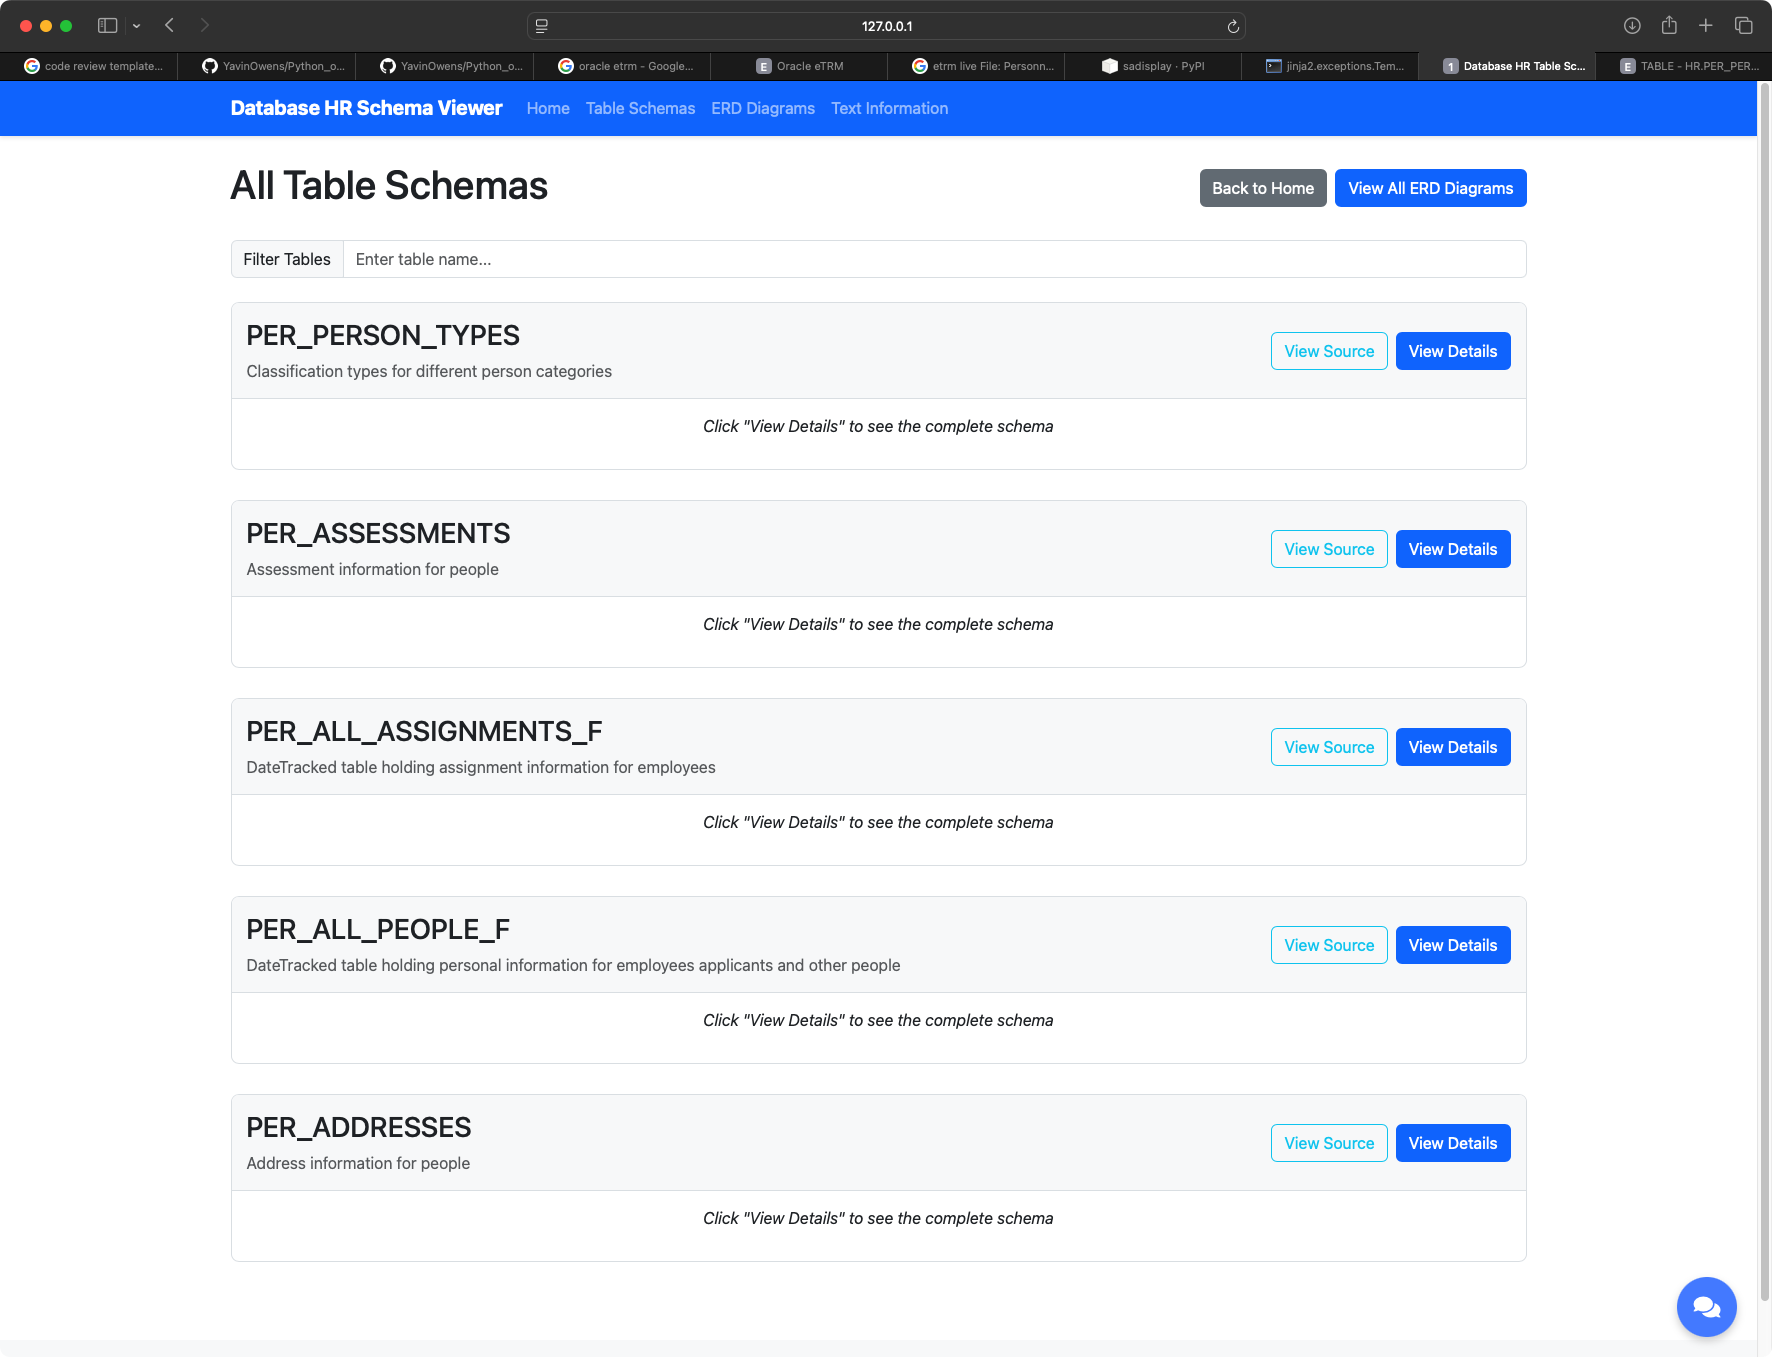 127.0.0.1
code review template...
YavinOwens/Python_o...
YavinOwens/Python_o...
oracle etrm - Google...
E Oracle eTRM
etrm live File: Personn...
sadisplay · PyPI
jinja2.exceptions.Tem...
1 Database HR Table Sc...
E TABLE - HR.PER_PER...
Database HR Schema Viewer Home Table Schemas ERD Diagrams Text Information
All Table Schemas
Back to Home
View All ERD Diagrams
Filter Tables Enter table name...
PER_PERSON_TYPES
Classification types for different person categories
View Source View Details
Click "View Details" to see the complete schema
PER_ASSESSMENTS
Assessment information for people
View Source View Details
Click "View Details" to see the complete schema
PER_ALL_ASSIGNMENTS_F
DateTracked table holding assignment information for employees
View Source View Details
Click "View Details" to see the complete schema
PER_ALL_PEOPLE_F
DateTracked table holding personal information for employees applicants and other people
View Source View Details
Click "View Details" to see the complete schema
PER_ADDRESSES
Address information for people
View Source View Details
Click "View Details" to see the complete schema